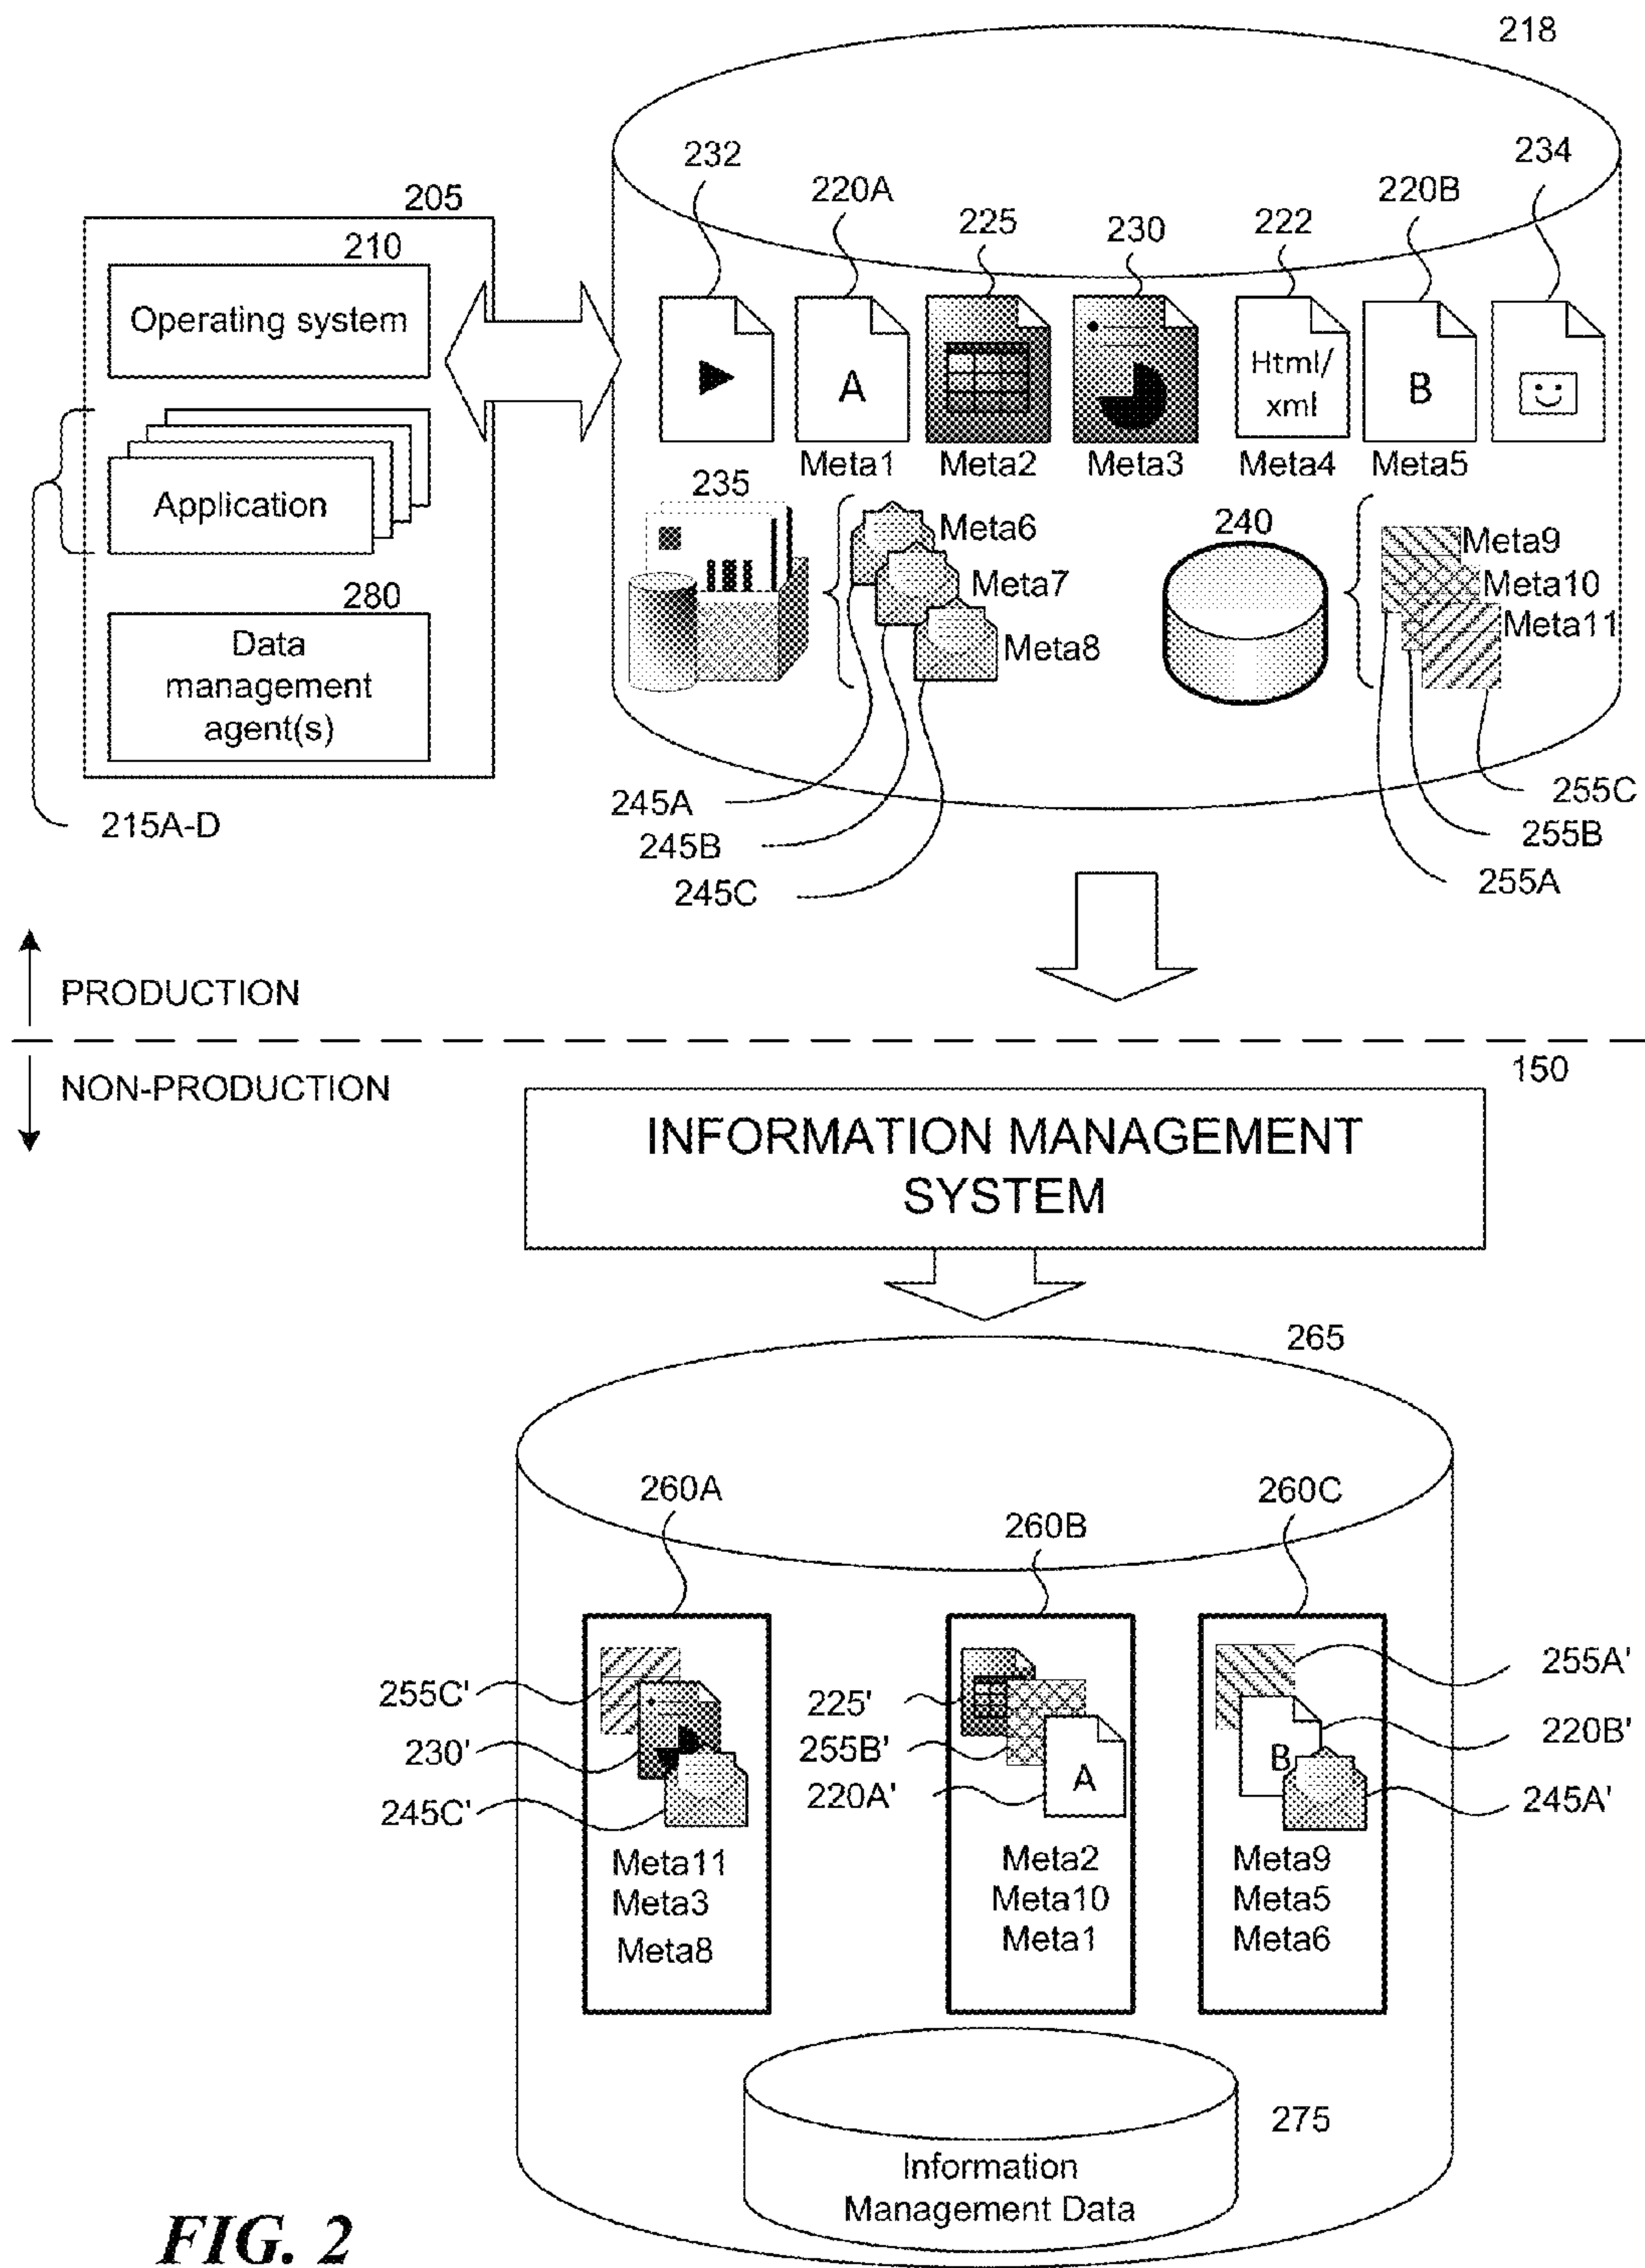 218
232
234
220A
220B
205
225
230
222
210
Operating system
A
Html/
xml
B
Meta1
Meta2
Meta3
Meta4
Meta5
235
Application
240
Meta6
Meta9
Meta7
Meta10
Meta11
Meta8
280
Data
management
agent(s)
245A
255C
215A-D
245B
255B
245C
255A
PRODUCTION
NON-PRODUCTION
150
INFORMATION MANAGEMENT
SYSTEM
265
260A
260B
260C
255C'
230'
245C'
225'
255B'
220A'
A
B
255A'
220B'
245A'
Meta11
Meta3
Meta8
Meta2
Meta10
Meta1
Meta9
Meta5
Meta6
275
Information
Management Data
FIG. 2